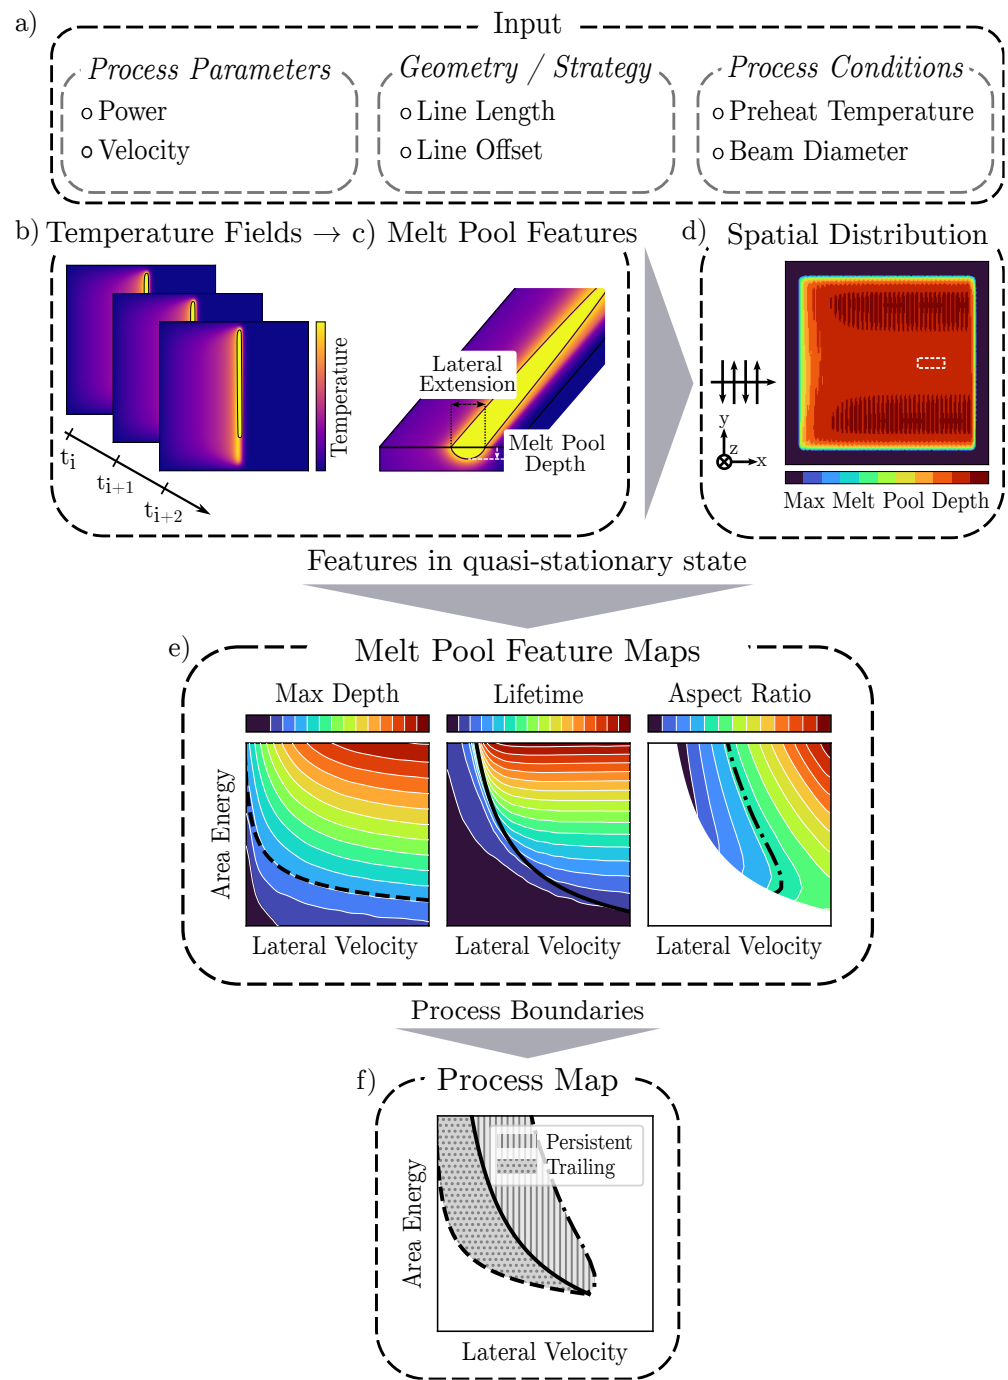 a)
Input
Process Parameters
Power
Velocity
Geometry / Strategy
Line Length
Line Offset
Process Conditions
Preheat Temperature
Beam Diameter
b) Temperature Fields → c) Melt Pool Features
Temperature
ti
ti+1
ti+2
Lateral
Extension
Melt Pool
Depth
d) Spatial Distribution
y
z
x
Max Melt Pool Depth
Features in quasi-stationary state
e)
Melt Pool Feature Maps
Max Depth
Lifetime
Aspect Ratio
Area Energy
Lateral Velocity
Lateral Velocity
Lateral Velocity
Process Boundaries
f)
Process Map
Persistent
Trailing
Area Energy
Lateral Velocity